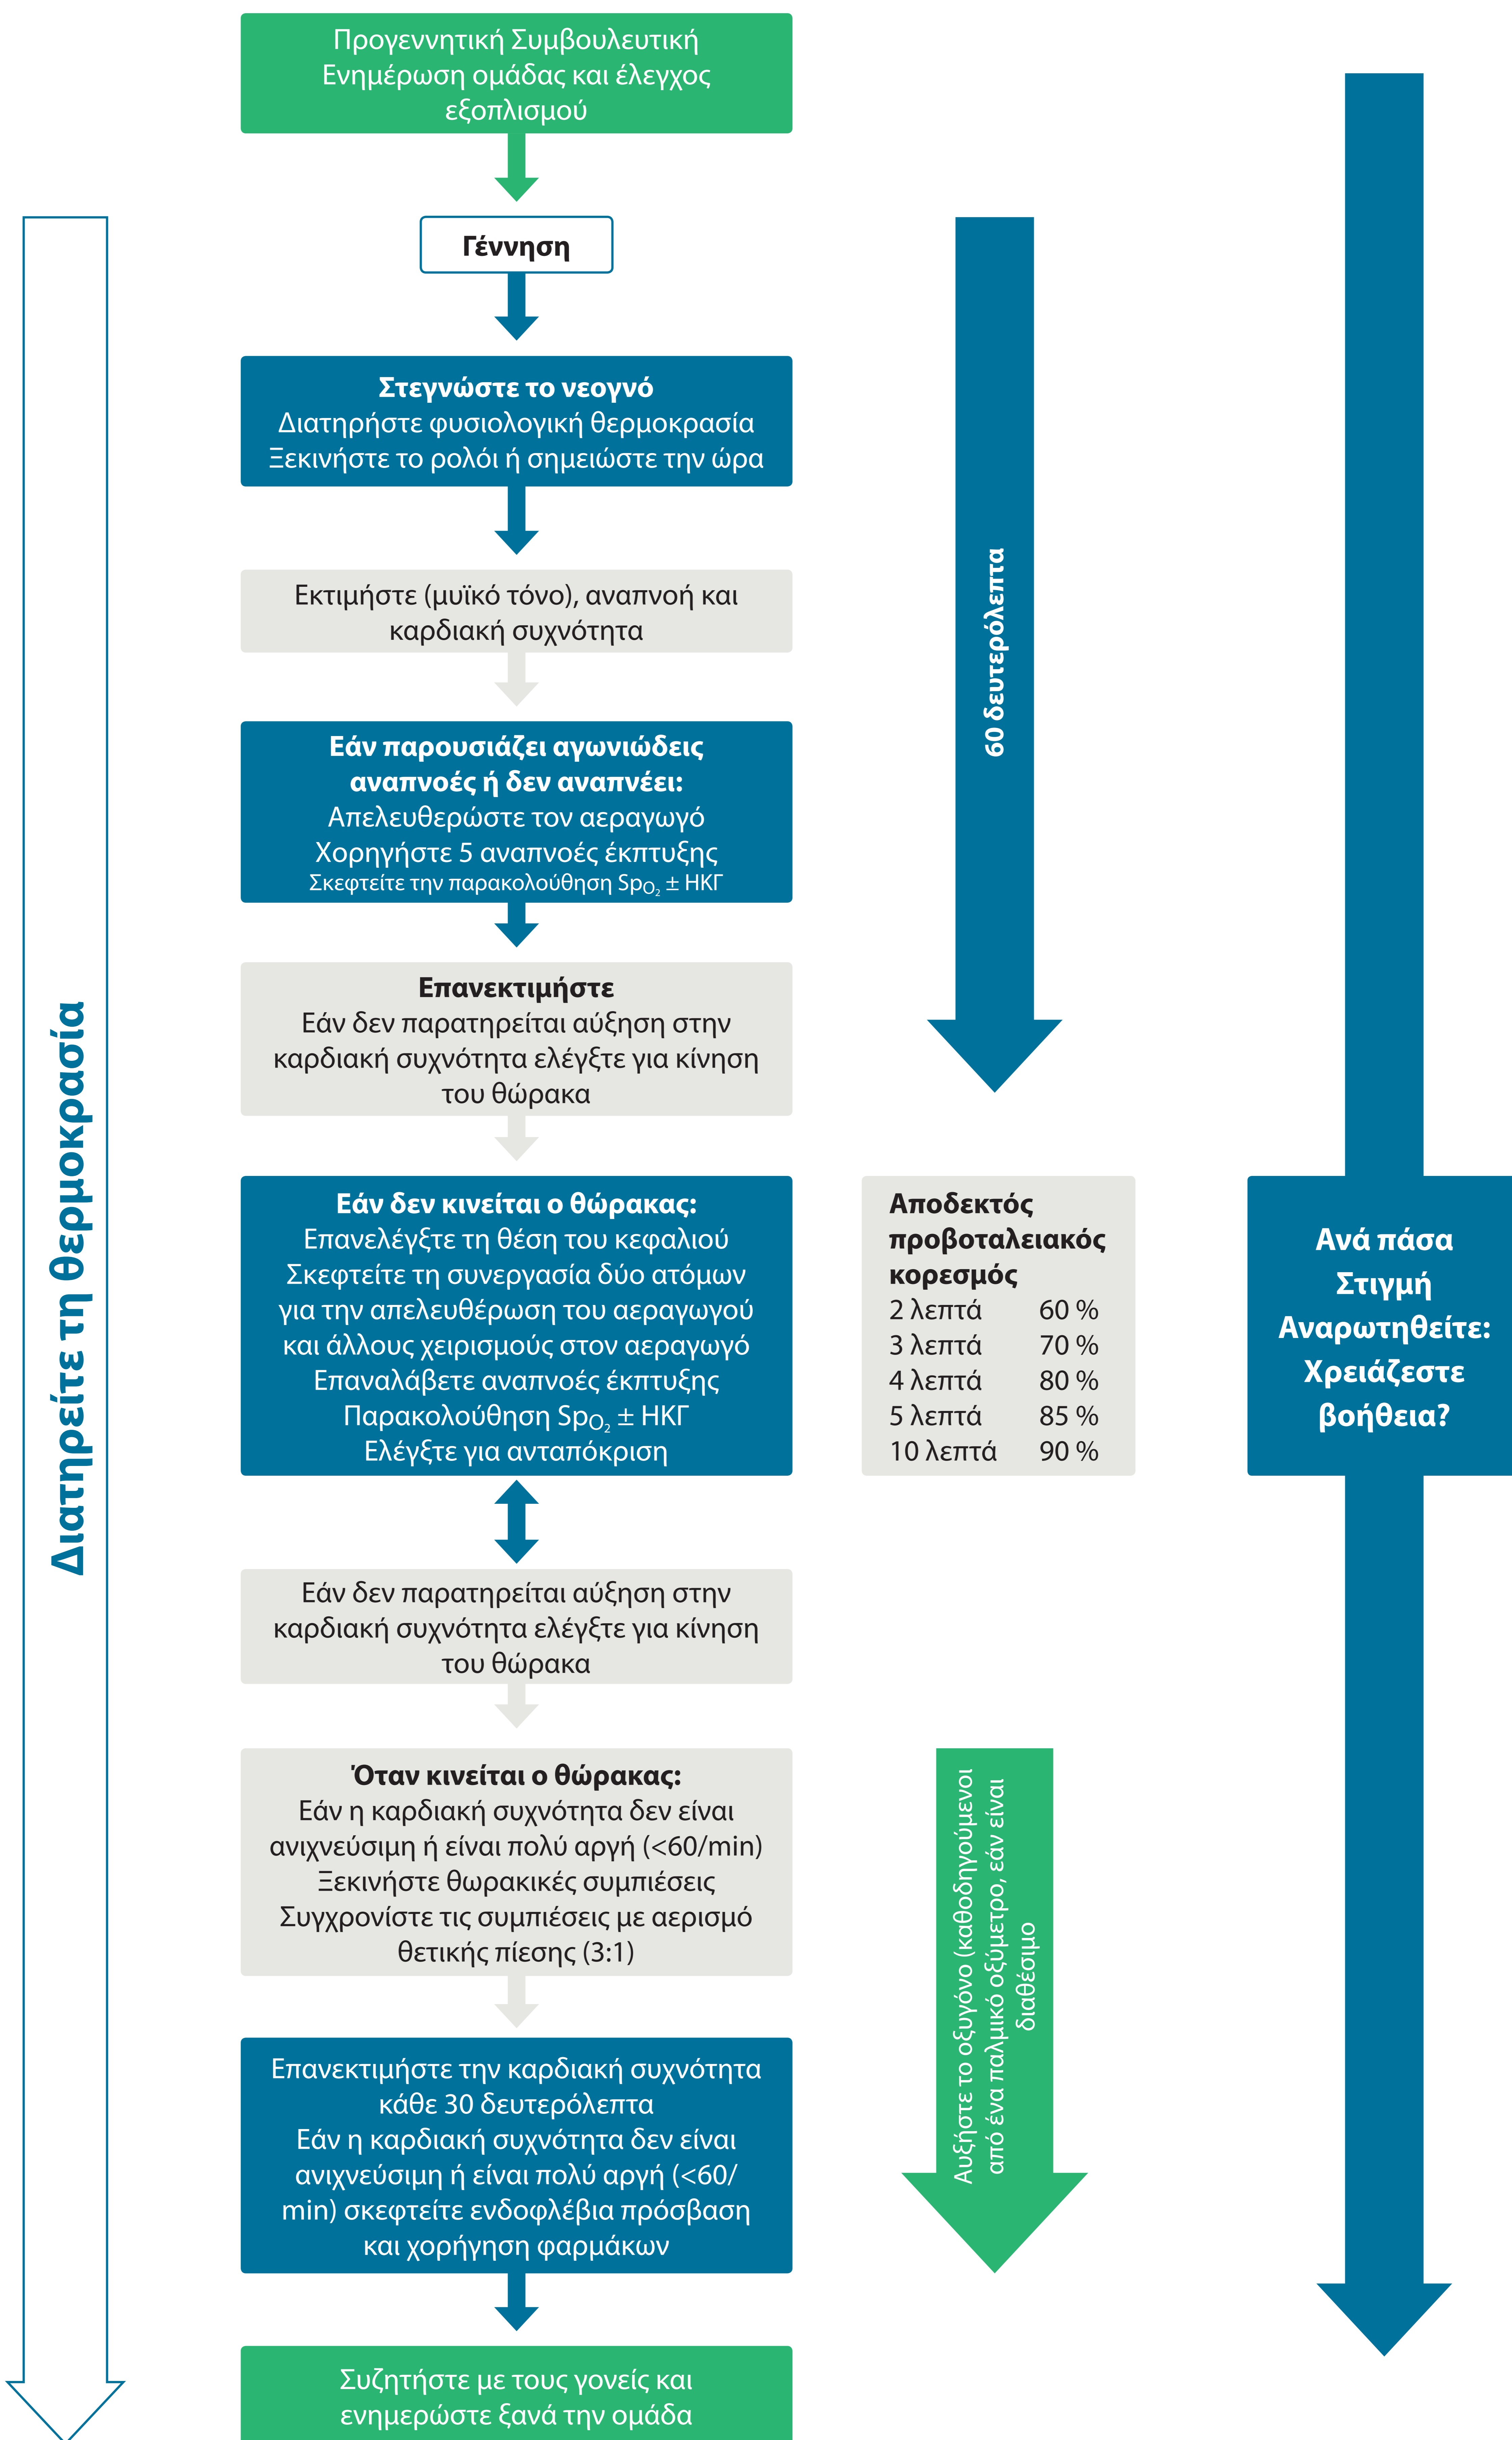 Προγεννητική Συμβουλευτική
Ενημέρωση ομάδας και έλεγχος
εξοπλισμού
Γέννηση
Στεγνώστε το νεογνό
Διατηρήστε φυσιολογική θερμοκρασία
Ξεκινήστε το ρολόι ή σημειώστε την ώρα
Εκτιμήστε (μυϊκό τόνο), αναπνοή και
καρδιακή συχνότητα
Εάν παρουσιάζει αγωνιώδεις
αναπνοές ή δεν αναπνέει:
Απελευθερώστε τον αεραγωγό
Χορηγήστε 5 αναπνοές έκπτυξης
Σκεφτείτε την παρακολούθηση SpO₂ ± ΗΚΓ
Επανεκτιμήστε
Εάν δεν παρατηρείται αύξηση στην
καρδιακή συχνότητα ελέγξτε για κίνηση
του θώρακα
Εάν δεν κινείται ο θώρακας:
Επανελέγξτε τη θέση του κεφαλιού
Σκεφτείτε τη συνεργασία δύο ατόμων
για την απελευθέρωση του αεραγωγού
και άλλους χειρισμούς στον αεραγωγό
Επαναλάβετε αναπνοές έκπτυξης
Παρακολούθηση SpO₂ ± ΗΚΓ
Ελέγξτε για ανταπόκριση
Εάν δεν παρατηρείται αύξηση στην
καρδιακή συχνότητα ελέγξτε για κίνηση
του θώρακα
Όταν κινείται ο θώρακας:
Εάν η καρδιακή συχνότητα δεν είναι
ανιχνεύσιμη ή είναι πολύ αργή (<60/min)
Ξεκινήστε θωρακικές συμπιέσεις
Συγχρονίστε τις συμπιέσεις με αερισμό
θετικής πίεσης (3:1)
Επανεκτιμήστε την καρδιακή συχνότητα
κάθε 30 δευτερόλεπτα
Εάν η καρδιακή συχνότητα δεν είναι
ανιχνεύσιμη ή είναι πολύ αργή (<60/
min) σκεφτείτε ενδοφλέβια πρόσβαση
και χορήγηση φαρμάκων
Συζητήστε με τους γονείς και
ενημερώστε ξανά την ομάδα
Διατηρείτε τη θερμοκρασία
60 δευτερόλεπτα
Αποδεκτός
προβοταλειακός
κορεσμός
2 λεπτά 60 %
3 λεπτά 70 %
4 λεπτά 80 %
5 λεπτά 85 %
10 λεπτά 90 %
Αυξήστε το οξυγόνο (καθοδηγούμενοι
από ένα παλμικό οξύμετρο, εάν είναι
διαθέσιμο
Ανά πάσα
Στιγμή
Αναρωτηθείτε:
Χρειάζεστε
βοήθεια?